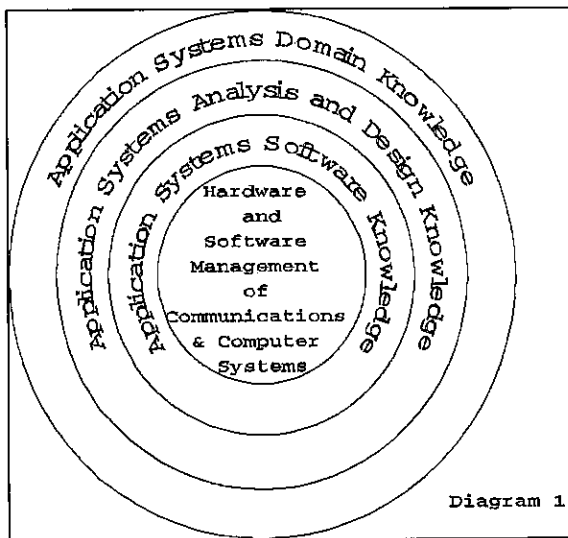 Application Systems Domain Knowledge
Application Systems Analysis and Design Knowledge
Application Systems Software Knowledge
Hardware
and
Software
Management
of
Communications
& Computer
Systems
Diagram 1